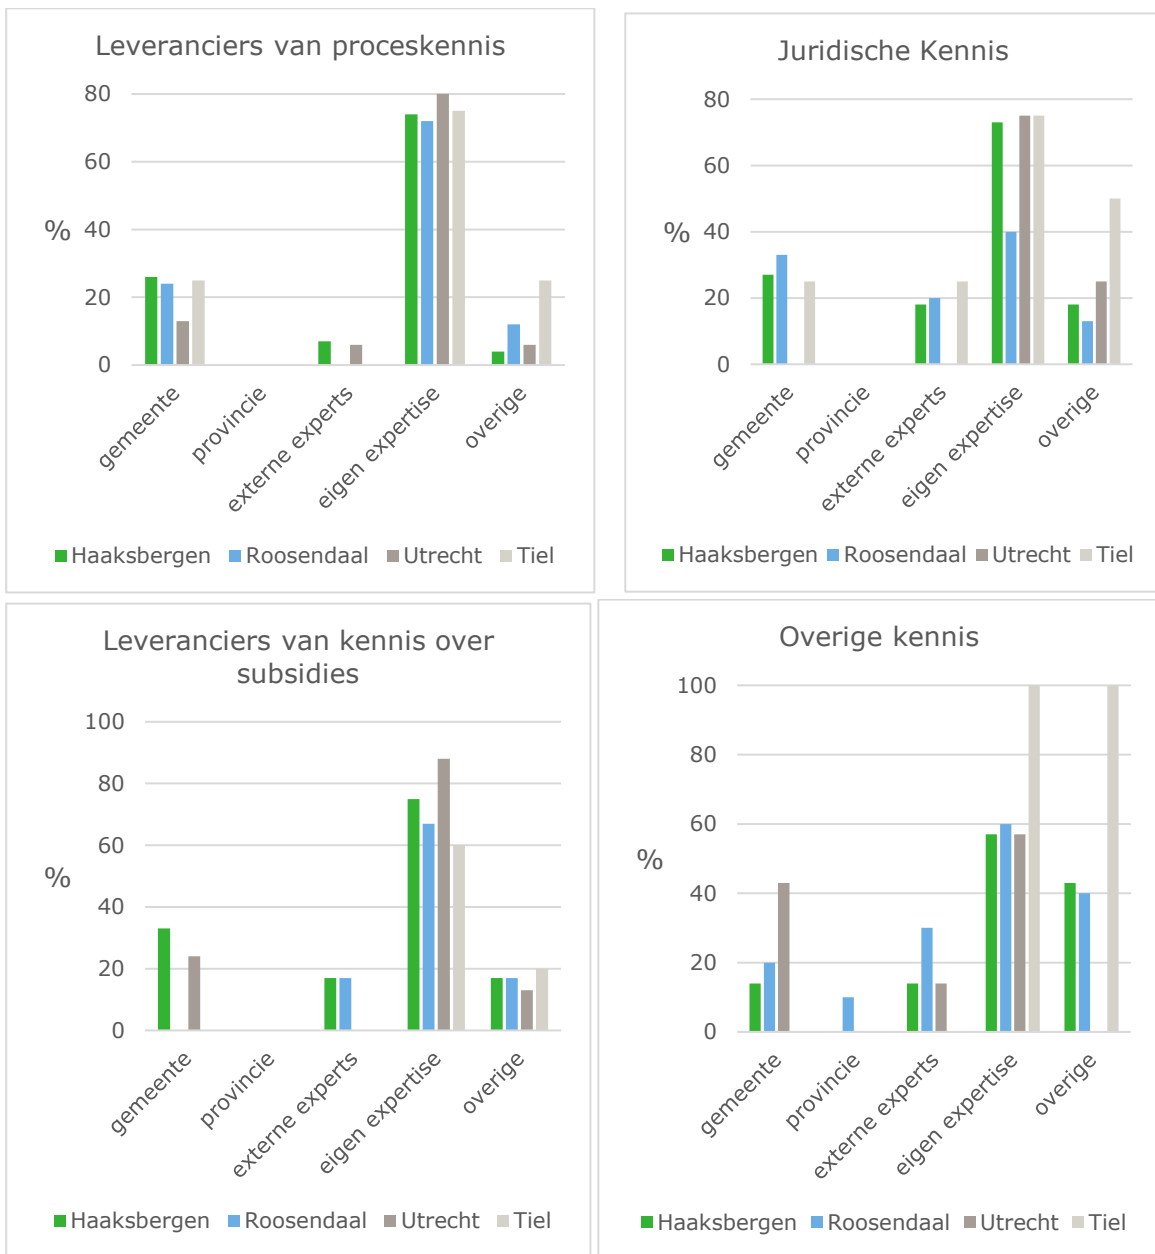 Leveranciers van proceskennis
80
60
%
40
20
0
gemeente
provincie
externe experts
eigen expertise
overige
Haaksbergen Roosendaal Utrecht Tiel
Juridische Kennis
80
60
%
40
20
0
gemeente
provincie
externe experts
eigen expertise
overige
Haaksbergen Roosendaal Utrecht Tiel
Leveranciers van kennis over
subsidies
100
80
60
%
40
20
0
gemeente
provincie
externe experts
eigen expertise
overige
Haaksbergen Roosendaal Utrecht Tiel
Overige kennis
100
80
60
%
40
20
0
gemeente
provincie
externe experts
eigen expertise
overige
Haaksbergen Roosendaal Utrecht Tiel